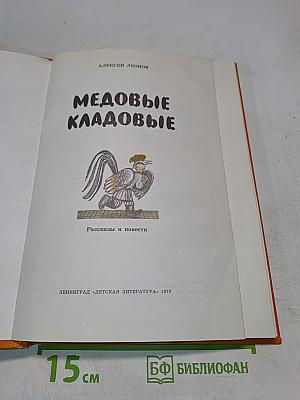 АЛЕКСЕЙ ЛЕОНОВ
МЕДОВЫЕ
КЛАДОВЫЕ
Рассказы и повести
ЛЕНИНГРАД «ДЕТСКАЯ ЛИТЕРАТУРА» 1979
15 см
БФ БИБЛИОФАН